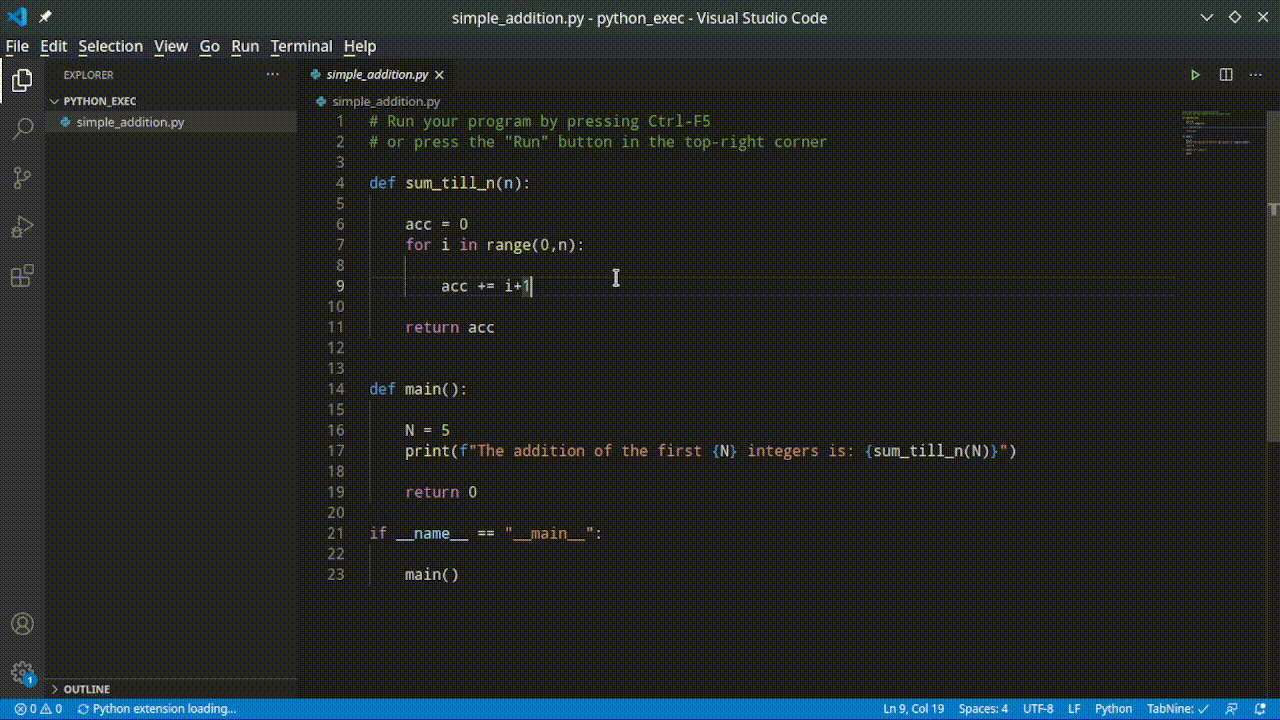 simple_addition.py - python_exec - Visual Studio Code
File Edit Selection View Go Run Terminal Help
EXPLORER
PYTHON_EXEC
simple_addition.py
OUTLINE
simple_addition.py
simple_addition.py
1 # Run your program by pressing Ctrl-F5
2 # or press the "Run" button in the top-right corner
3
4 def sum_till_n(n):
5
6 acc = 0
7 for i in range(0,n):
8
9 acc += i+1
10
11 return acc
12
13
14 def main():
15
16 N = 5
17 print(f"The addition of the first {N} integers is: {sum_till_n(N)}")
18
19 return 0
20
21 if __name__ == "__main__":
22
23 main()
1
0 0 Python extension loading... Ln 9, Col 19 Spaces: 4 UTF-8 LF Python TabNine: